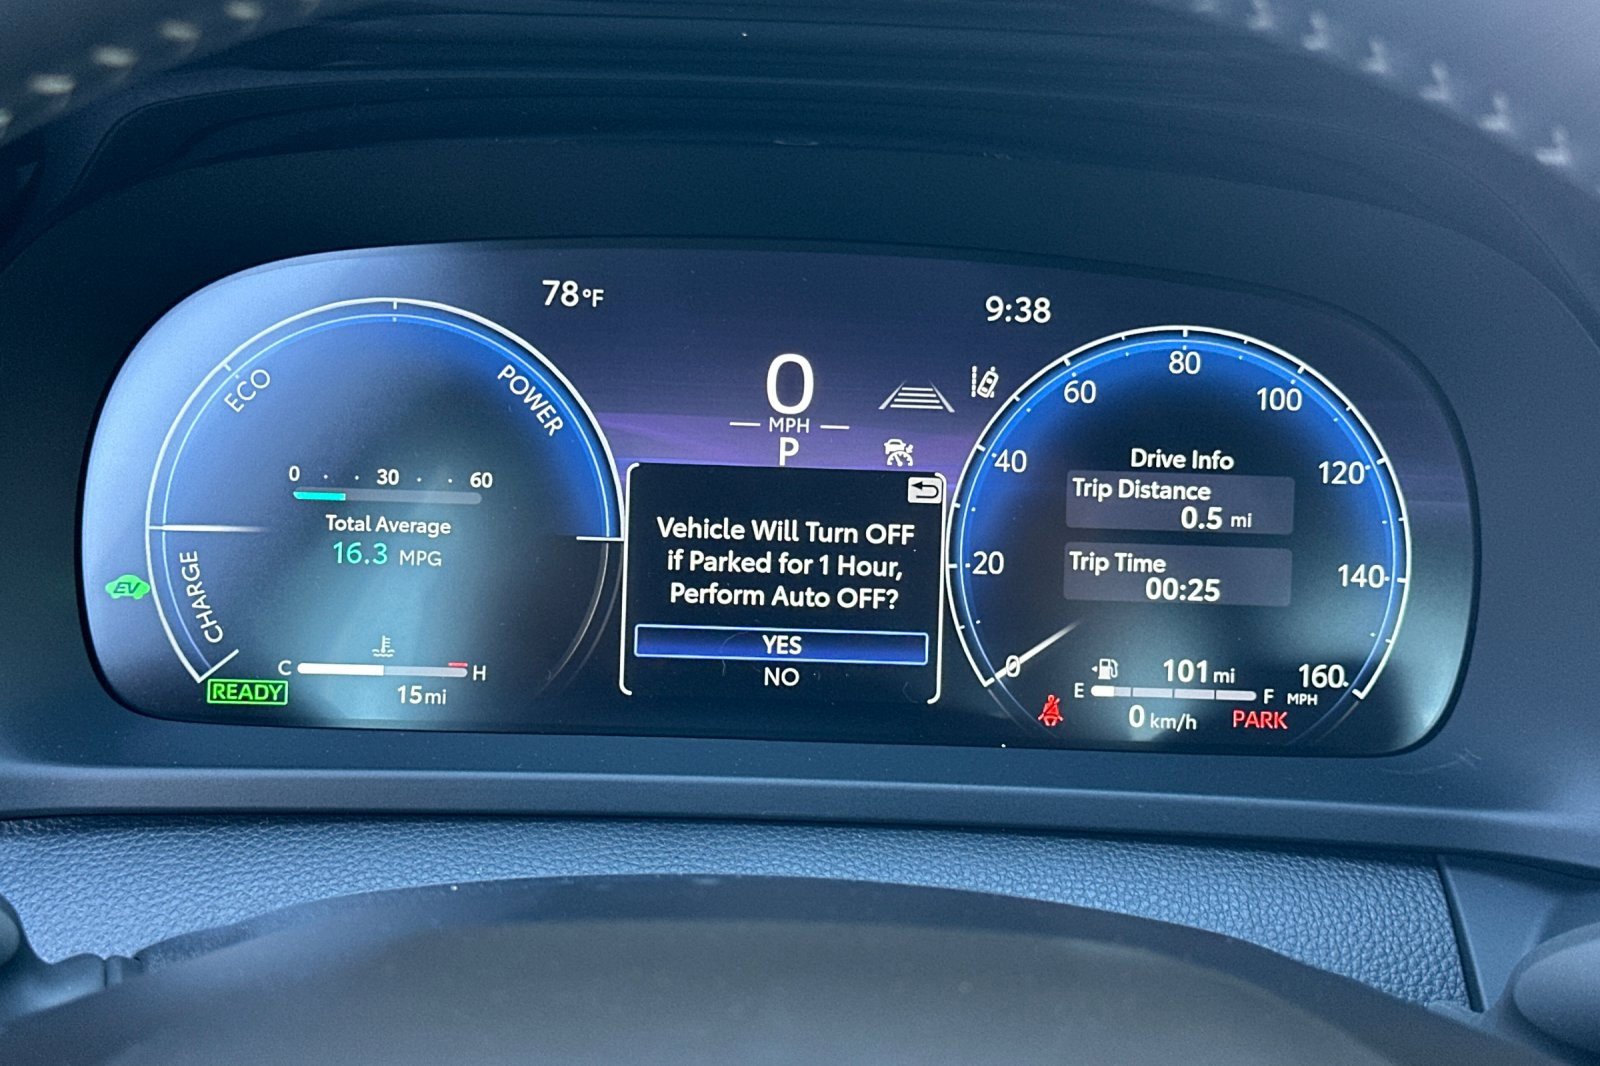 78°F
9:38
ECO
POWER
CHARGE
0 30 60
Total Average
16.3 MPG
EV
C H
READY
15 mi
0
MPH
P
Vehicle Will Turn OFF
if Parked for 1 Hour,
Perform Auto OFF?
YES
NO
0
20
40
60
80
100
120
140
160
MPH
Drive Info
Trip Distance
0.5 mi
Trip Time
00:25
101 mi
E F
0 km/h
PARK